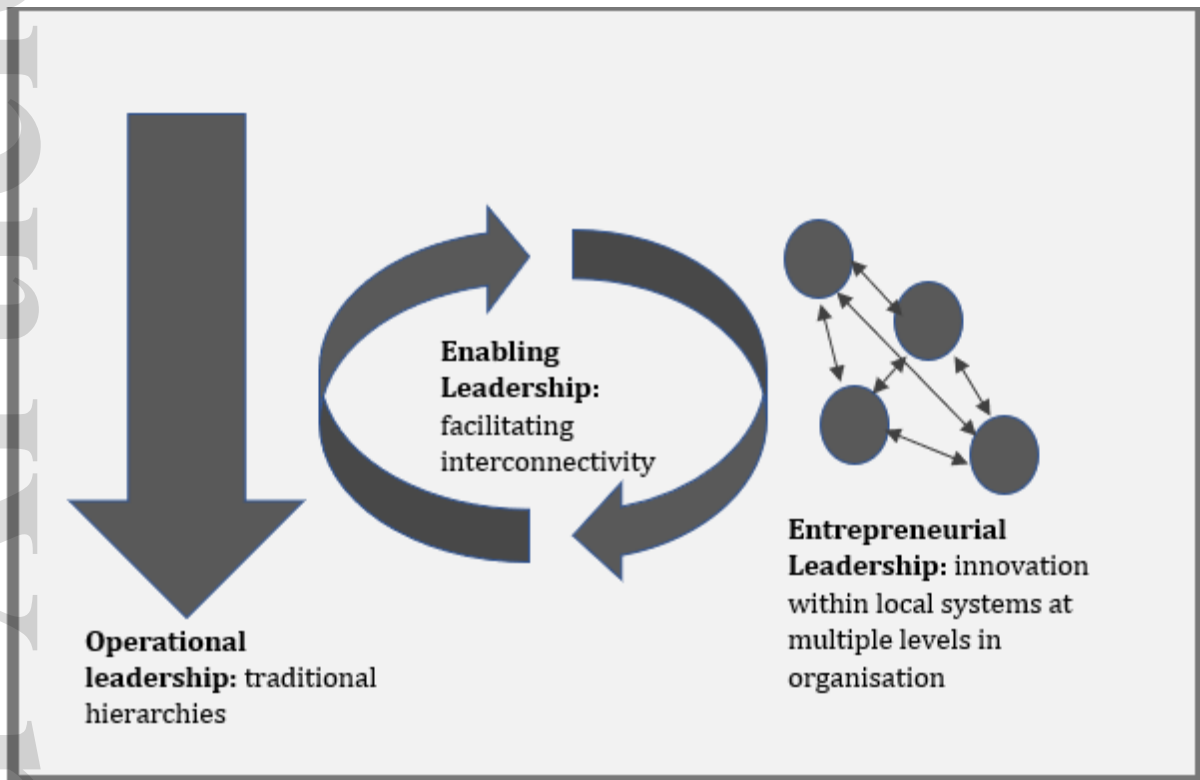 Enabling
Leadership:
facilitating
interconnectivity
Entrepreneurial
Leadership: innovation
within local systems at
multiple levels in
organisation
Operational
leadership: traditional
hierarchies